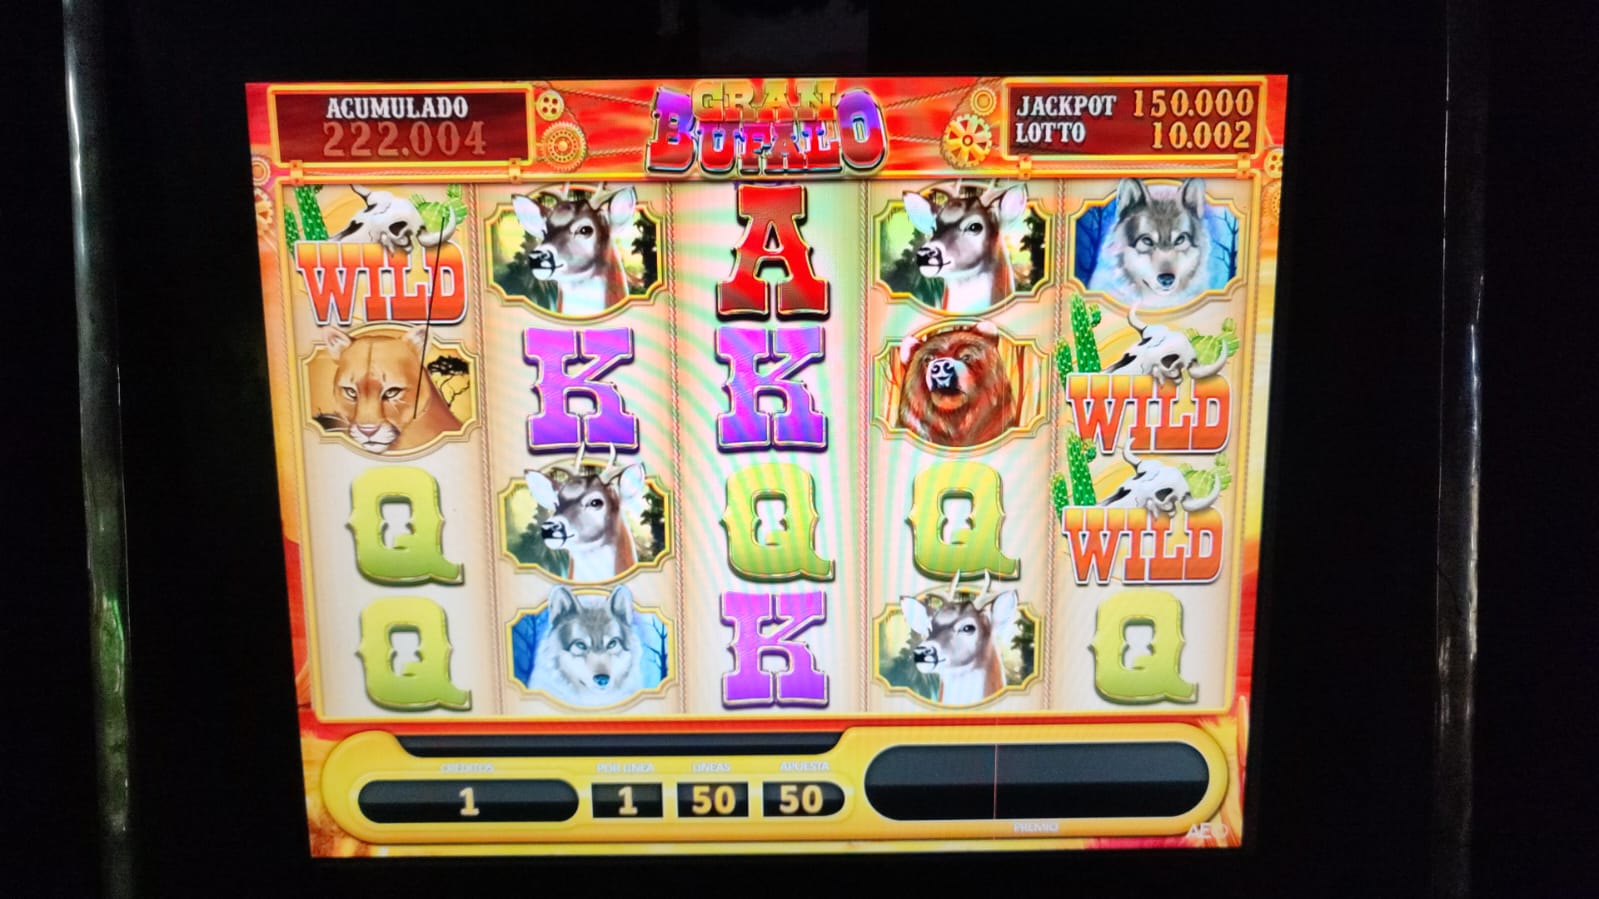 ACUMULADO
222.004
GRAN
BUFALO
JACKPOT 150.000
LOTTO 10.002
WILD
A
K K
WILD
Q Q Q
WILD
Q K Q
CREDITOS POR LINEA LINEAS APUESTA
1 1 50 50
PREMIO